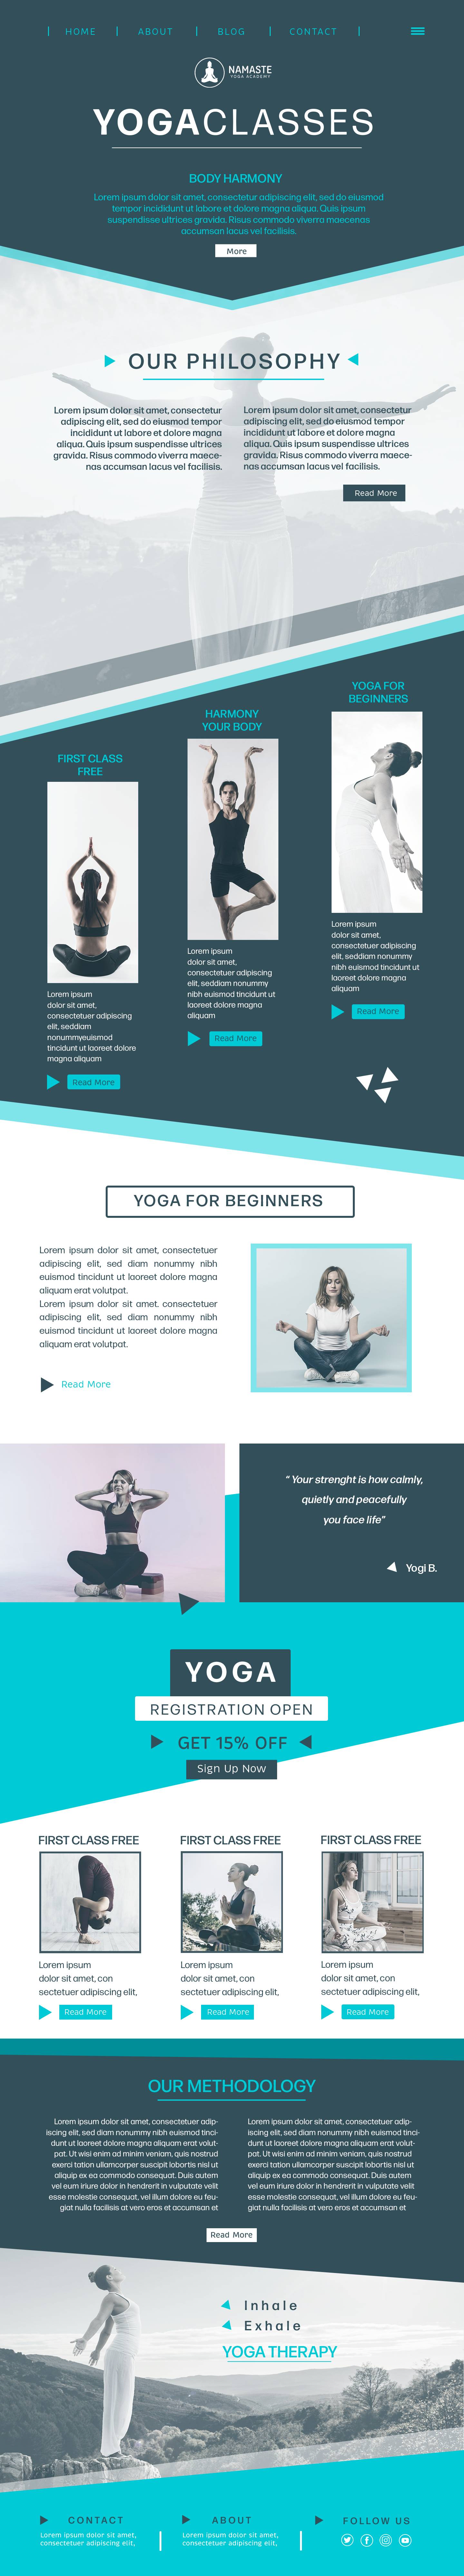 HOME ABOUT BLOG CONTACT
NAMASTE
YOGA ACADEMY
YOGACLASSES
BODY HARMONY
Lorem ipsum dolor sit amet, consectetur adipiscing elit, sed do eiusmod
tempor incididunt ut labore et dolore magna aliqua. Quis ipsum
suspendisse ultrices gravida. Risus commodo viverra maecenas
accumsan lacus vel facilisis.
More
OUR PHILOSOPHY
Lorem ipsum dolor sit amet, consectetur
adipiscing elit, sed do eiusmod tempor
incididunt ut labore et dolore magna
aliqua. Quis ipsum suspendisse ultrices
gravida. Risus commodo viverra maece-
nas accumsan lacus vel facilisis.
Lorem ipsum dolor sit amet, consectetur
adipiscing elit, sed do eiusmod tempor
incididunt ut labore et dolore magna
aliqua. Quis ipsum suspendisse ultrices
gravida. Risus commodo viverra maece-
nas accumsan lacus vel facilisis.
Read More
FIRST CLASS
FREE
Lorem ipsum
dolor sit amet,
consectetuer adipiscing
elit, seddiam
nonummyeuismod
tincidunt ut laoreet dolore
magna aliquam
Read More
HARMONY
YOUR BODY
Lorem ipsum
dolor sit amet,
consectetuer adipiscing
elit, seddiam nonummy
nibh euismod tincidunt ut
laoreet dolore magna
aliquam
Read More
YOGA FOR
BEGINNERS
Lorem ipsum
dolor sit amet,
consectetuer adipiscing
elit, seddiam nonummy
nibh euismod tincidunt ut
laoreet dolore magna
aliquam
Read More
YOGA FOR BEGINNERS
Lorem ipsum dolor sit amet, consectetuer
adipiscing elit, sed diam nonummy nibh
euismod tincidunt ut laoreet dolore magna
aliquam erat volutpat.
Lorem ipsum dolor sit amet. consectetuer
adipiscing elit, sed diam nonummy nibh
euismod tincidunt ut laoreet dolore magna
aliquam erat volutpat.
Read More
“ Your strenght is how calmly,
quietly and peacefully
you face life”
Yogi B.
YOGA
REGISTRATION OPEN
GET 15% OFF
Sign Up Now
FIRST CLASS FREE
Lorem ipsum
dolor sit amet, con
sectetuer adipiscing elit,
Read More
FIRST CLASS FREE
Lorem ipsum
dolor sit amet, con
sectetuer adipiscing elit,
Read More
FIRST CLASS FREE
Lorem ipsum
dolor sit amet, con
sectetuer adipiscing elit,
Read More
OUR METHODOLOGY
Lorem ipsum dolor sit amet, consectetuer adip-
iscing elit, sed diam nonummy nibh euismod tinci-
dunt ut laoreet dolore magna aliquam erat volut-
pat. Ut wisi enim ad minim veniam, quis nostrud
exerci tation ullamcorper suscipit lobortis nisl ut
aliquip ex ea commodo consequat. Duis autem
vel eum iriure dolor in hendrerit in vulputate velit
esse molestie consequat, vel illum dolore eu feu-
giat nulla facilisis at vero eros et accumsan et
Lorem ipsum dolor sit amet, consectetuer adip-
iscing elit, sed diam nonummy nibh euismod tinci-
dunt ut laoreet dolore magna aliquam erat volut-
pat. Ut wisi enim ad minim veniam, quis nostrud
exerci tation ullamcorper suscipit lobortis nisl ut
aliquip ex ea commodo consequat. Duis autem
vel eum iriure dolor in hendrerit in vulputate velit
esse molestie consequat, vel illum dolore eu feu-
giat nulla facilisis at vero eros et accumsan et
Read More
Inhale
Exhale
YOGA THERAPY
CONTACT
Lorem ipsum dolor sit amet,
consectetuer adipiscing elit,
ABOUT
Lorem ipsum dolor sit amet,
consectetuer adipiscing elit,
FOLLOW US